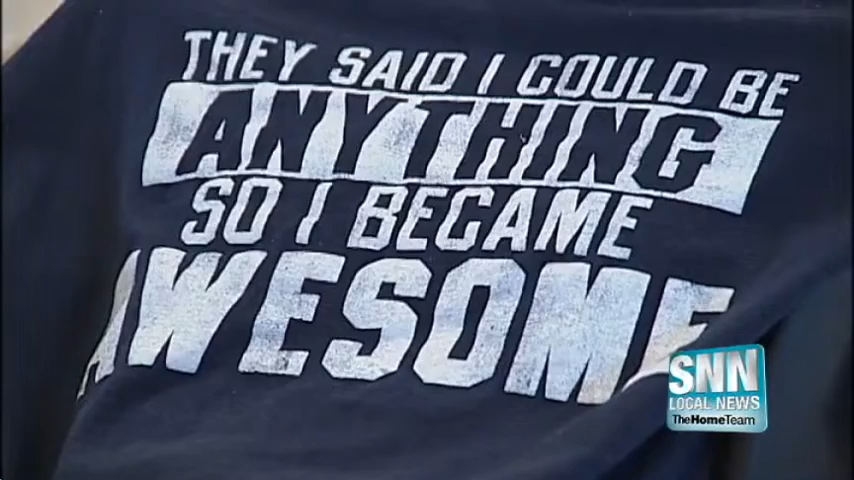 THEY SAID I COULD BE
ANYTHING
SO I BECAME
AWESOME
SNN
LOCAL NEWS
TheHomeTeam